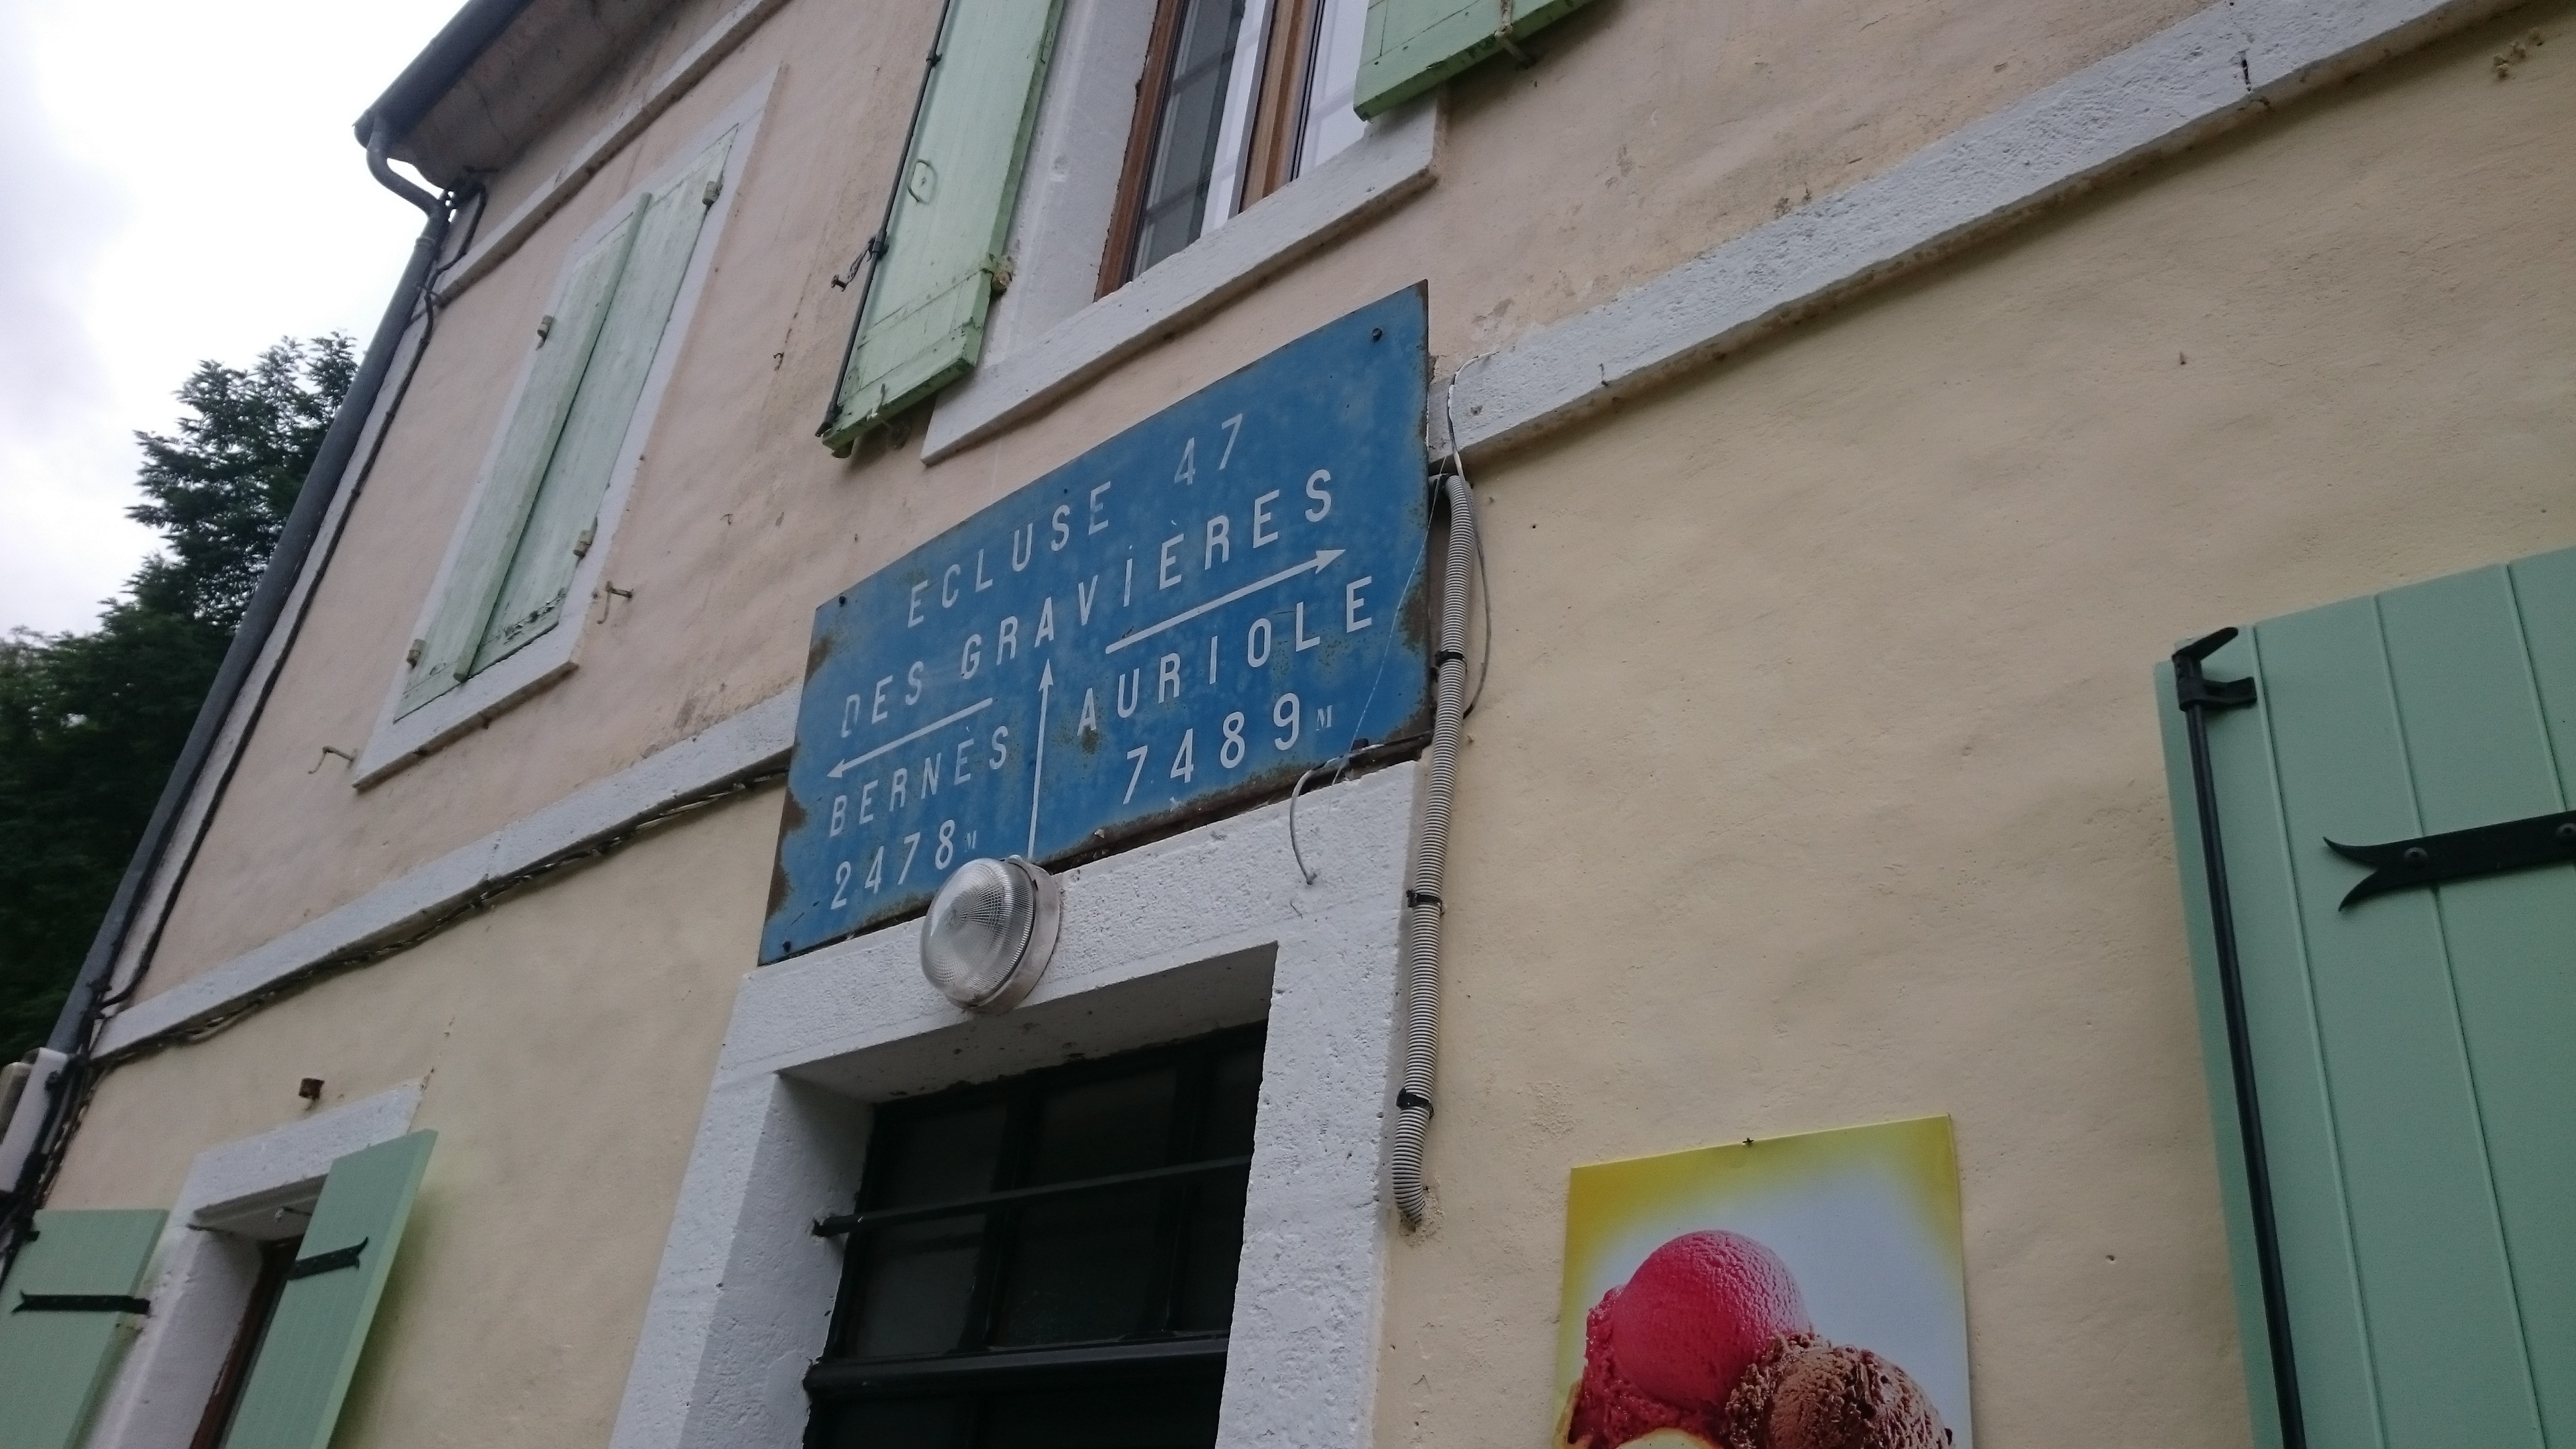 ECLUSE 47
DES GRAVIÈRES
BERNÈS AURIOLE
2478M 7489M